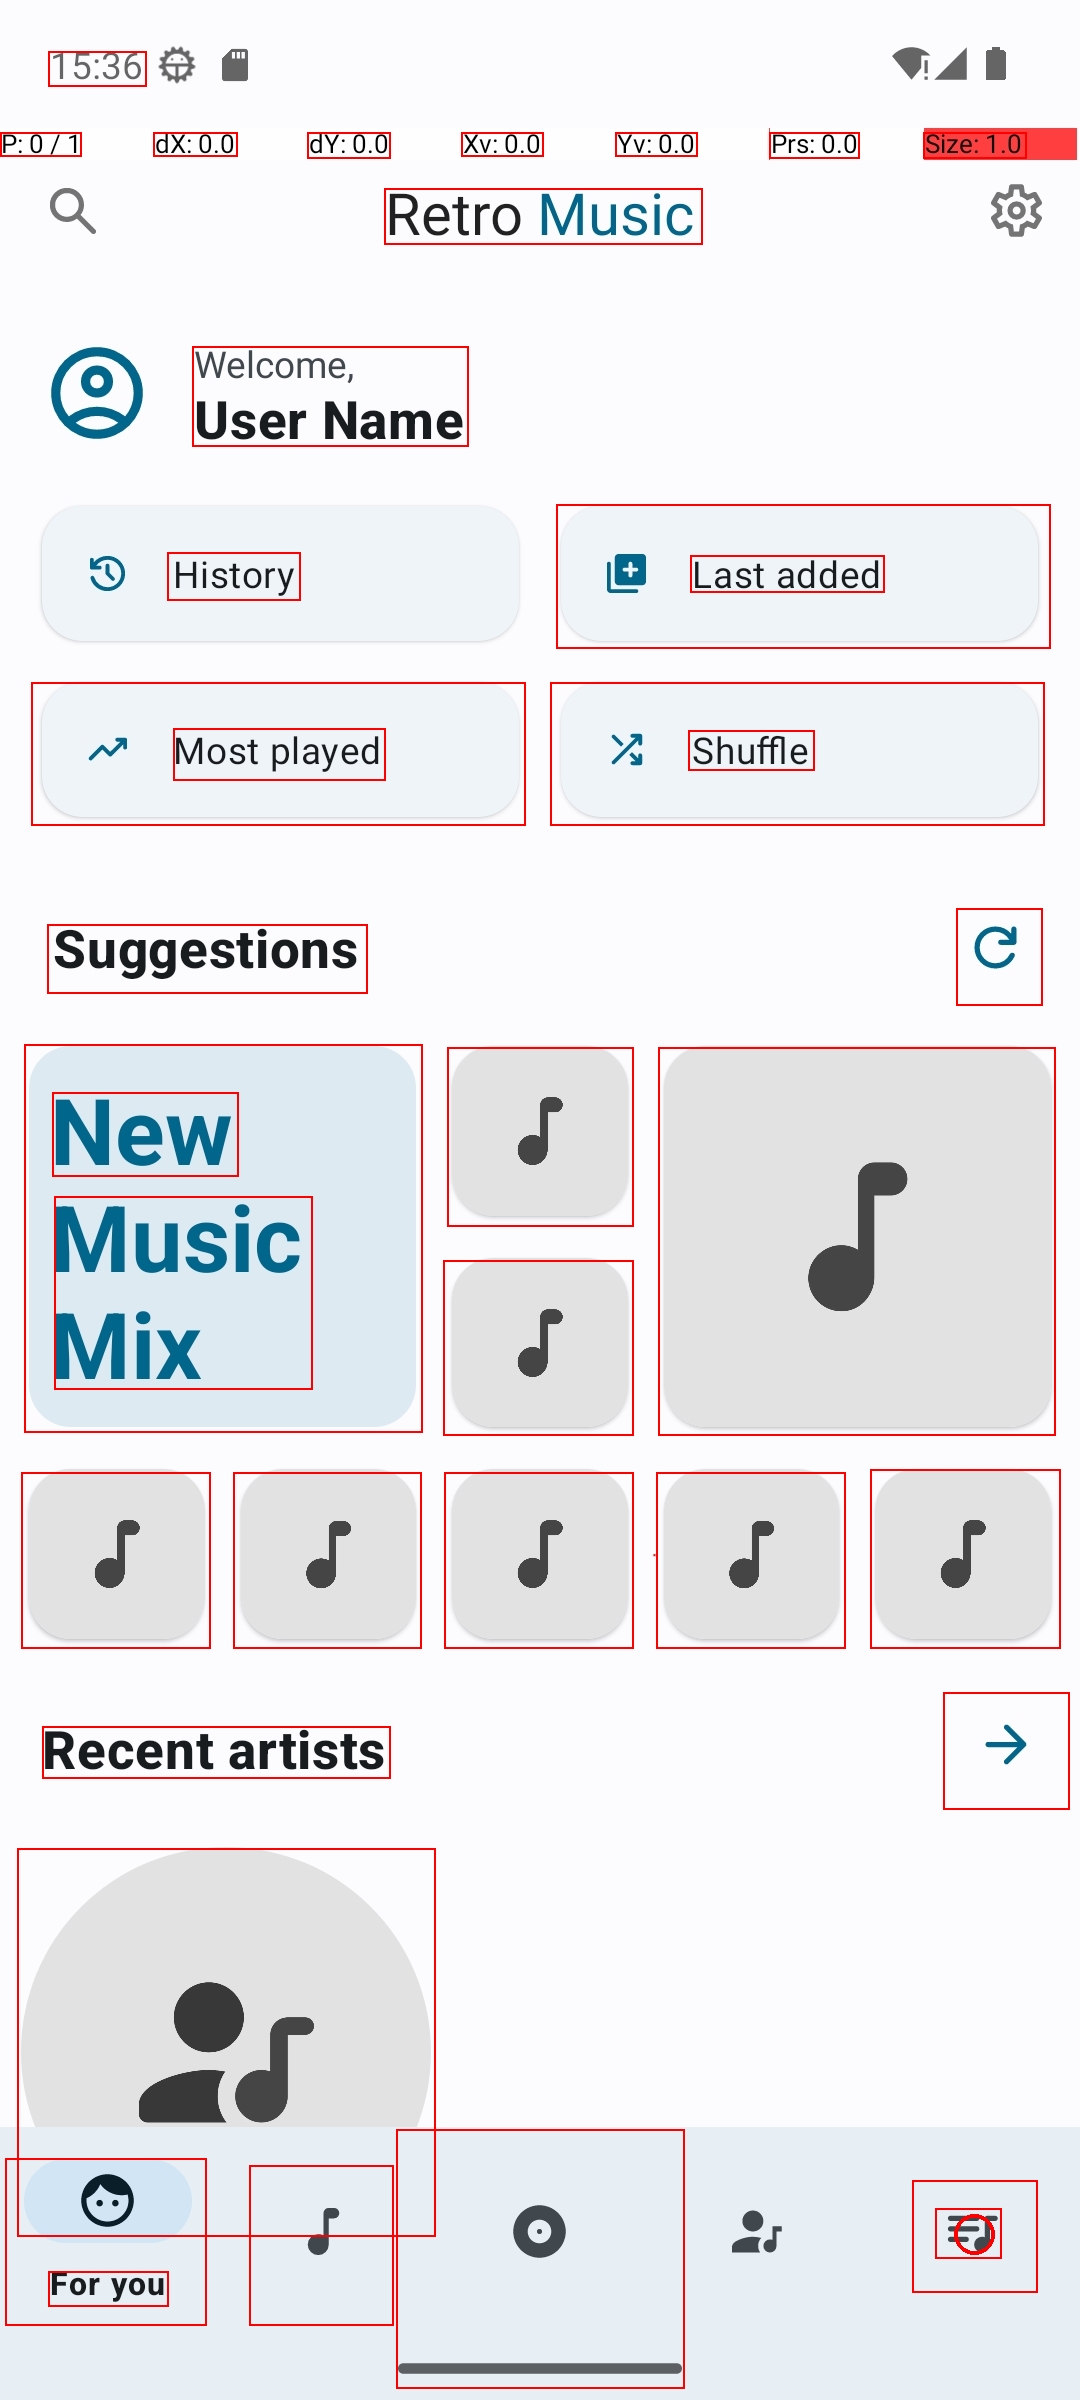 15:36
P: 0 / 1 dX: 0.0 dY: 0.0 Xv: 0.0 Yv: 0.0 Prs: 0.0 Size: 1.0
Retro Music
Welcome,
User Name
History Last added
Most played Shuffle
Suggestions
New
Music
Mix
Recent artists
For you